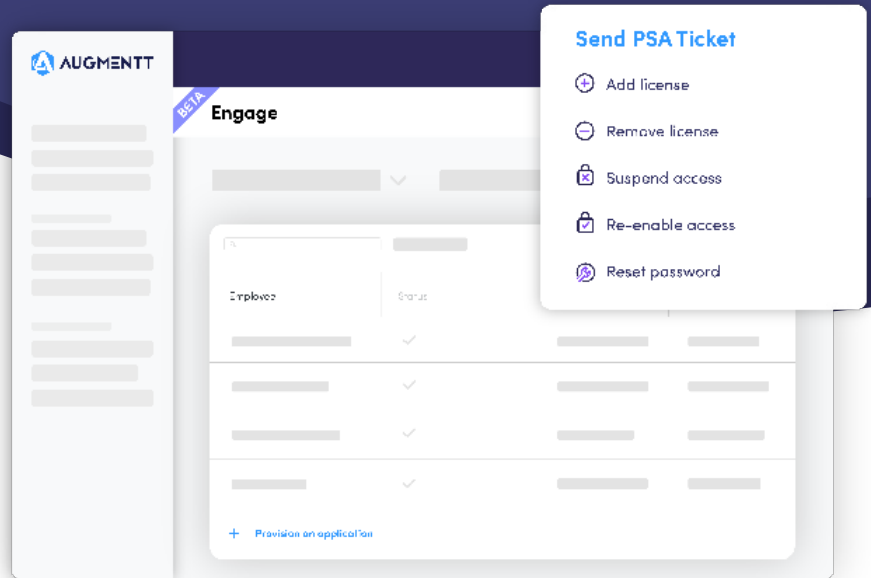 AUGMENTT
BETA
Engage
Send PSA Ticket
Add license
Remove license
Suspend access
Re-enable access
Reset password
Employee
Status
Provision an application